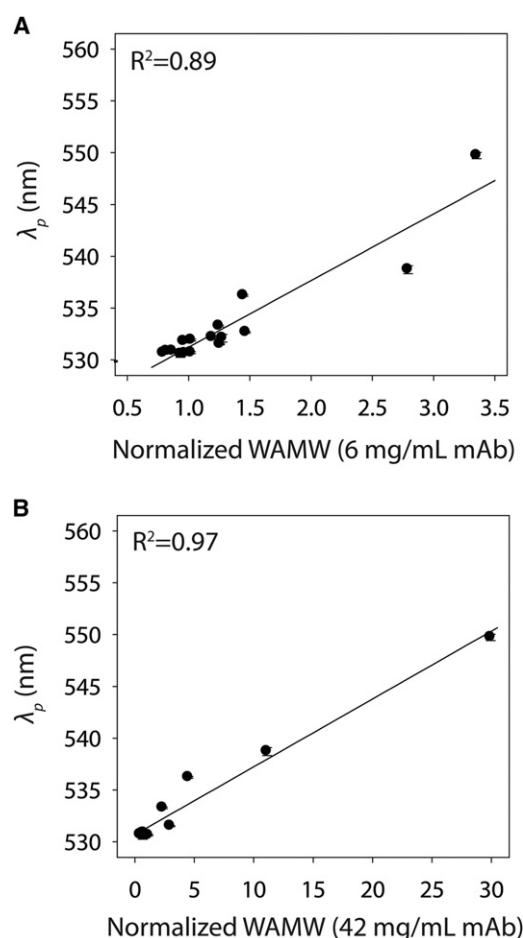 A
R²=0.89
560
555
550
545
540
535
530
λp (nm)
0.5 1.0 1.5 2.0 2.5 3.0 3.5
Normalized WAMW (6 mg/mL mAb)
B
R²=0.97
560
555
550
545
540
535
530
λp (nm)
0 5 10 15 20 25 30
Normalized WAMW (42 mg/mL mAb)